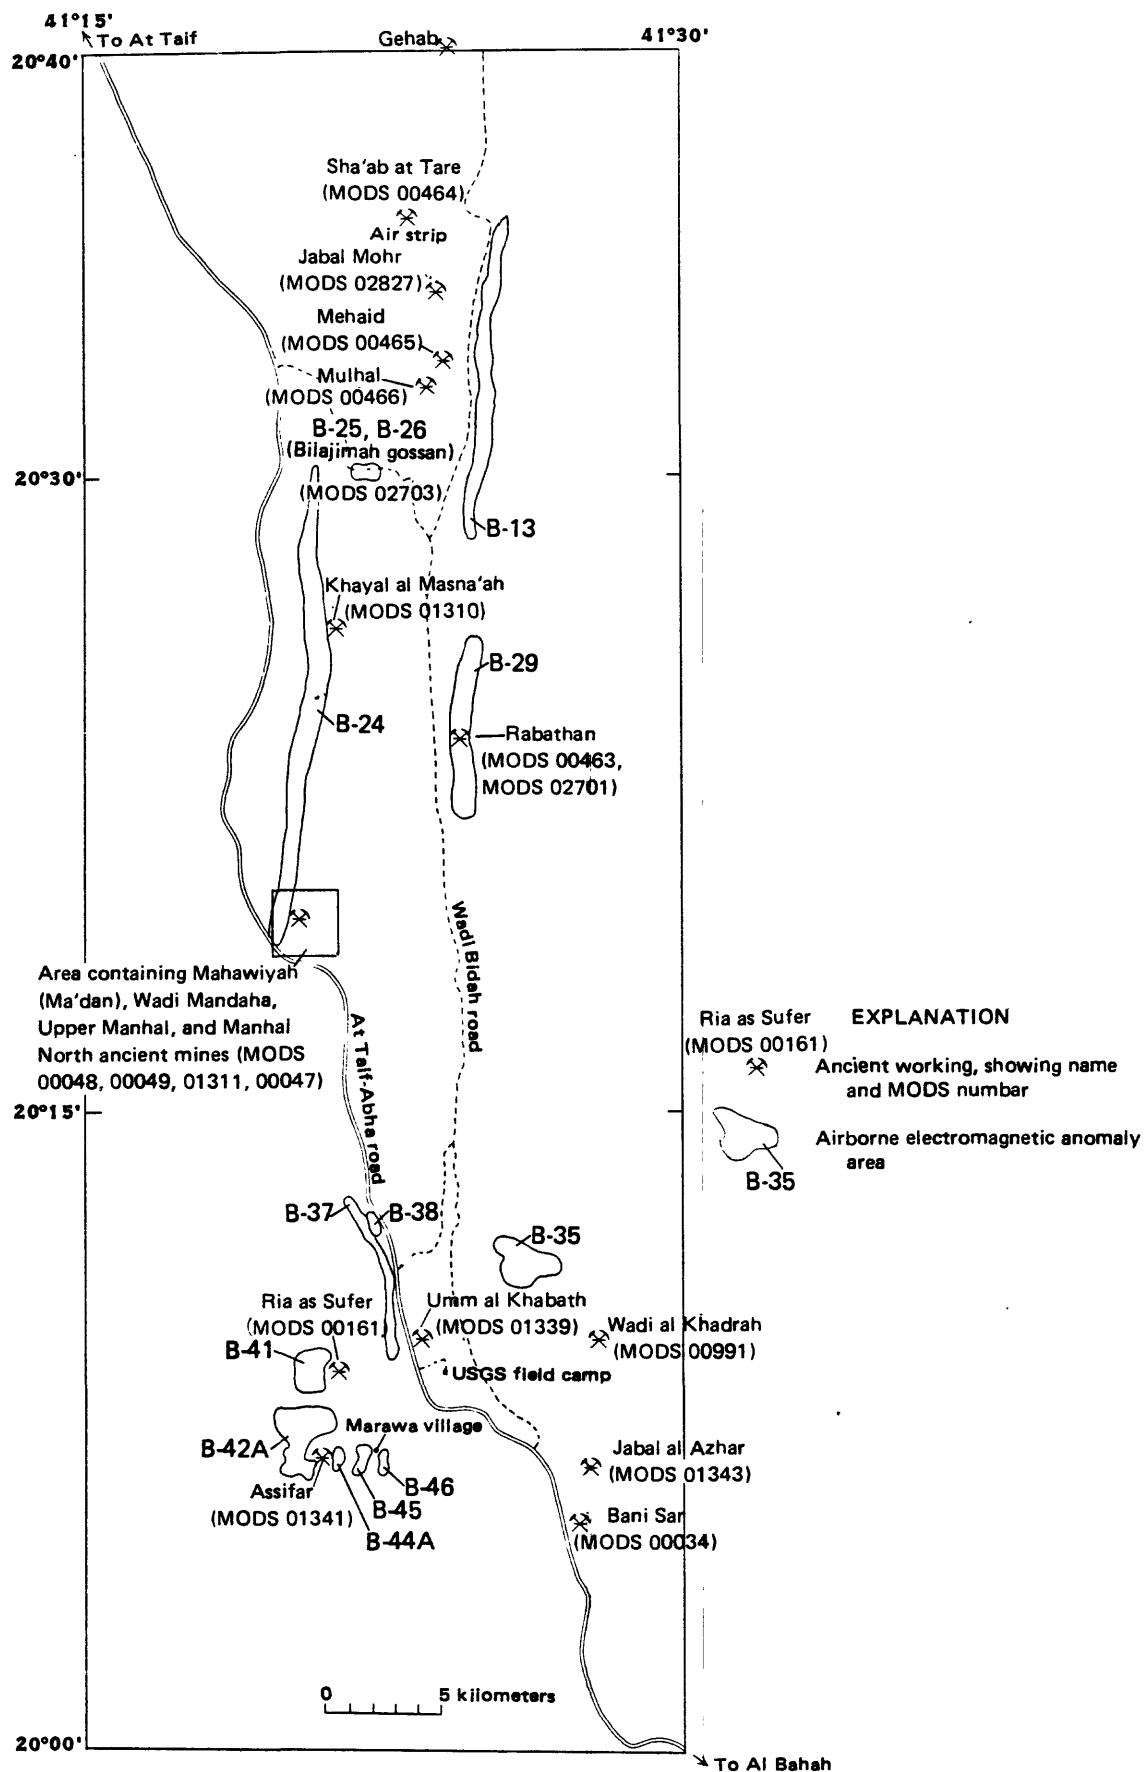 41°15'
To At Taif
Gehab
41°30'
20°40'
Sha'ab at Tare
(MODS 00464)
Air strip
Jabal Mohr
(MODS 02827)
Mehaid
(MODS 00465)
Mulhal
(MODS 00466)
B-25, B-26
(Bilajimah gossan)
20°30'
(MODS 02703)
B-13
Khayal al Masna'ah
(MODS 01310)
B-29
B-24
Rabathan
(MODS 00463,
MODS 02701)
Wadi Bidah road
Area containing Mahawiyah
(Ma'dan), Wadi Mandaha,
Upper Manhal, and Manhal
North ancient mines (MODS
00048, 00049, 01311, 00047)
At Taif-Abha road
Ria as Sufer
(MODS 00161)
EXPLANATION
Ancient working, showing name
and MODS numbar
20°15'
Airborne electromagnetic anomaly
area
B-35
B-37
B-38
B-35
Ria as Sufer
(MODS 00161)
Umm al Khabath
(MODS 01339)
Wadi al Khadrah
(MODS 00991)
B-41
USGS field camp
Marawa village
B-42A
Jabal al Azhar
(MODS 01343)
B-46
Assifar
(MODS 01341)
B-45
B-44A
Bani Sar
(MODS 00034)
0 5 kiiometers
20°00'
To Al Bahah